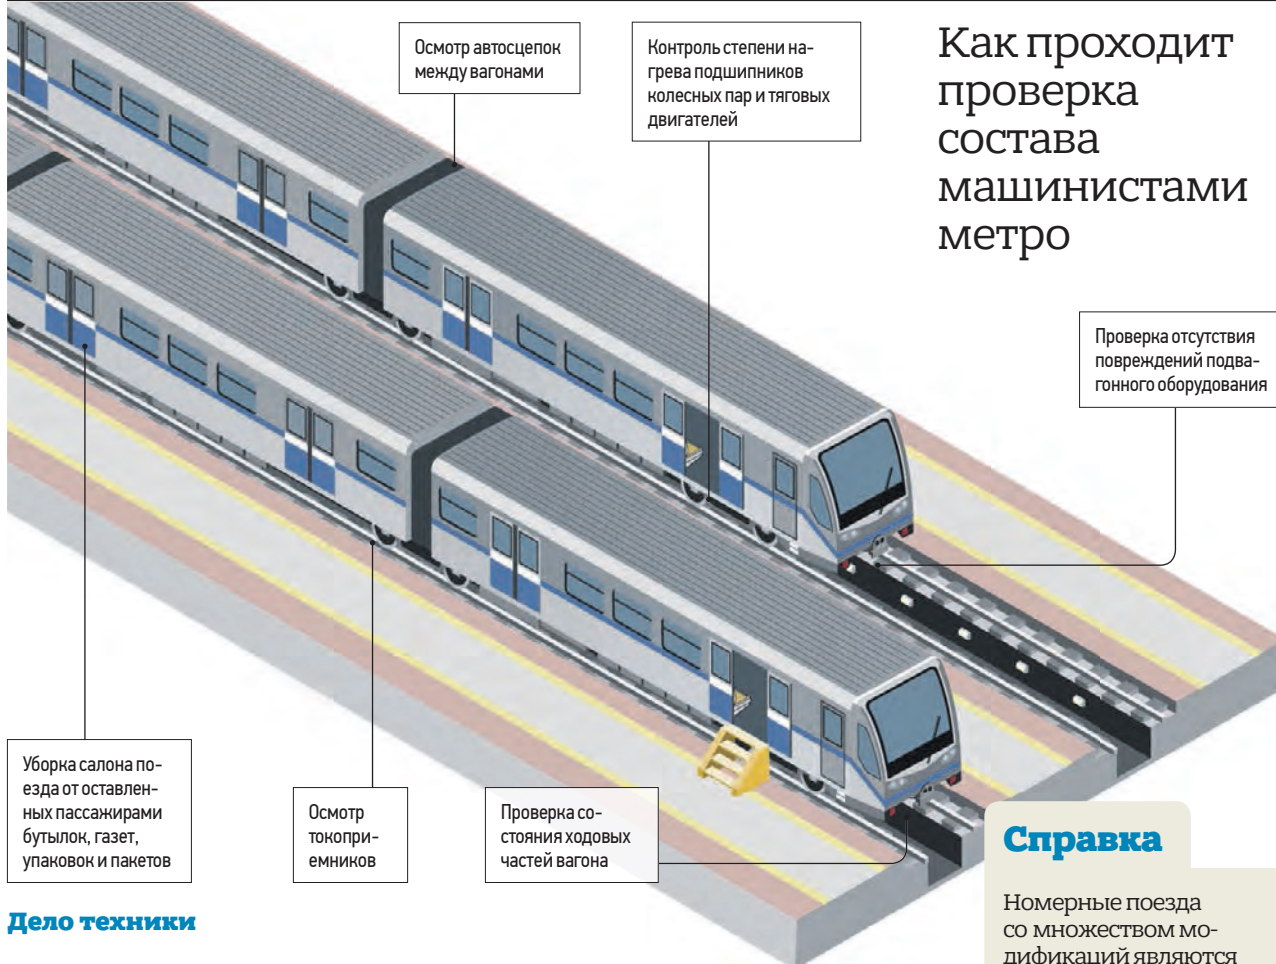 Осмотр автосцепок
между вагонами
Контроль степени на-
грева подшипников
колесных пар и тяговых
двигателей
Как проходит
проверка
состава
машинистами
метро
Проверка отсутствия
повреждений подва-
гонного оборудования
Уборка салона по-
езда от оставлен-
ных пассажирами
бутылок, газет,
упаковок и пакетов
Осмотр
токопри-
емников
Проверка со-
стояния ходовых
частей вагона
Дело техники
Справка
Номерные поезда
со множеством мо-
дификаций являются